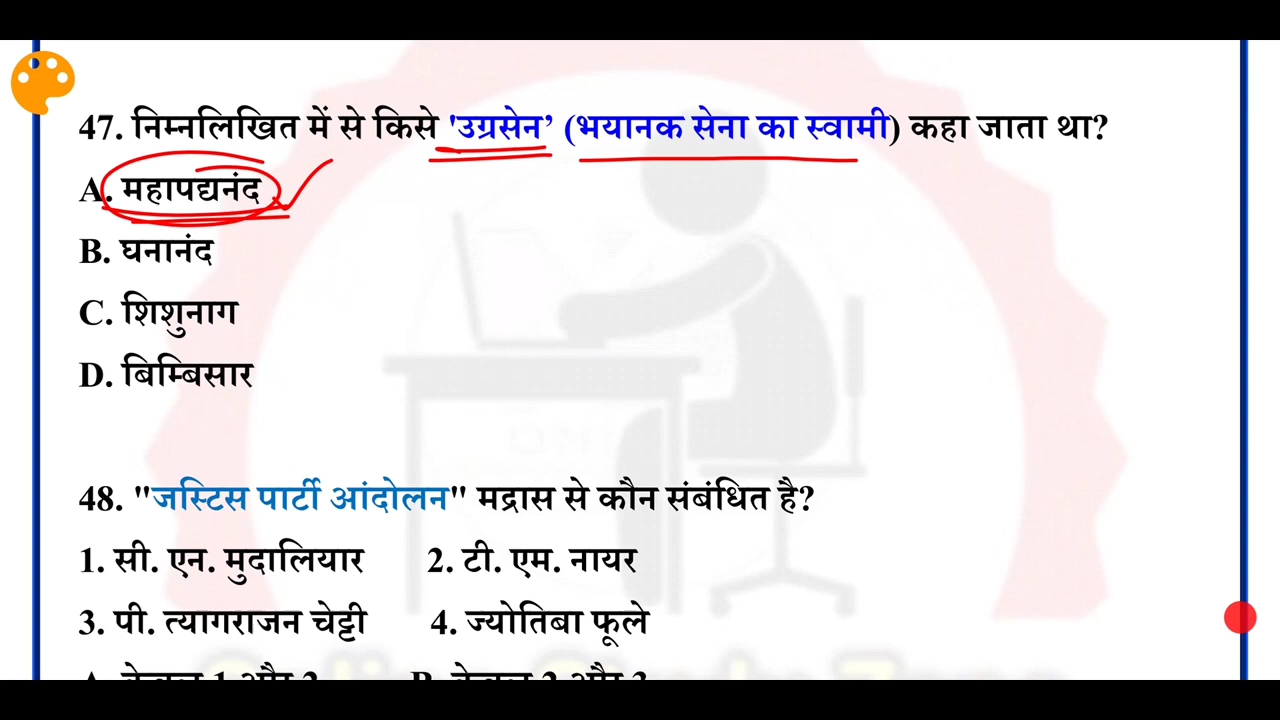 47. निम्नलिखित में से किसे 'उग्रसेन’ (भयानक सेना का स्वामी) कहा जाता था?
A. महापद्यनंद
B. घनानंद
C. शिशुनाग
D. बिम्बिसार
48. "जस्टिस पार्टी आंदोलन" मद्रास से कौन संबंधित है?
1. सी. एन. मुदालियार 2. टी. एम. नायर
3. पी. त्यागराजन चेट्टी 4. ज्योतिबा फूले